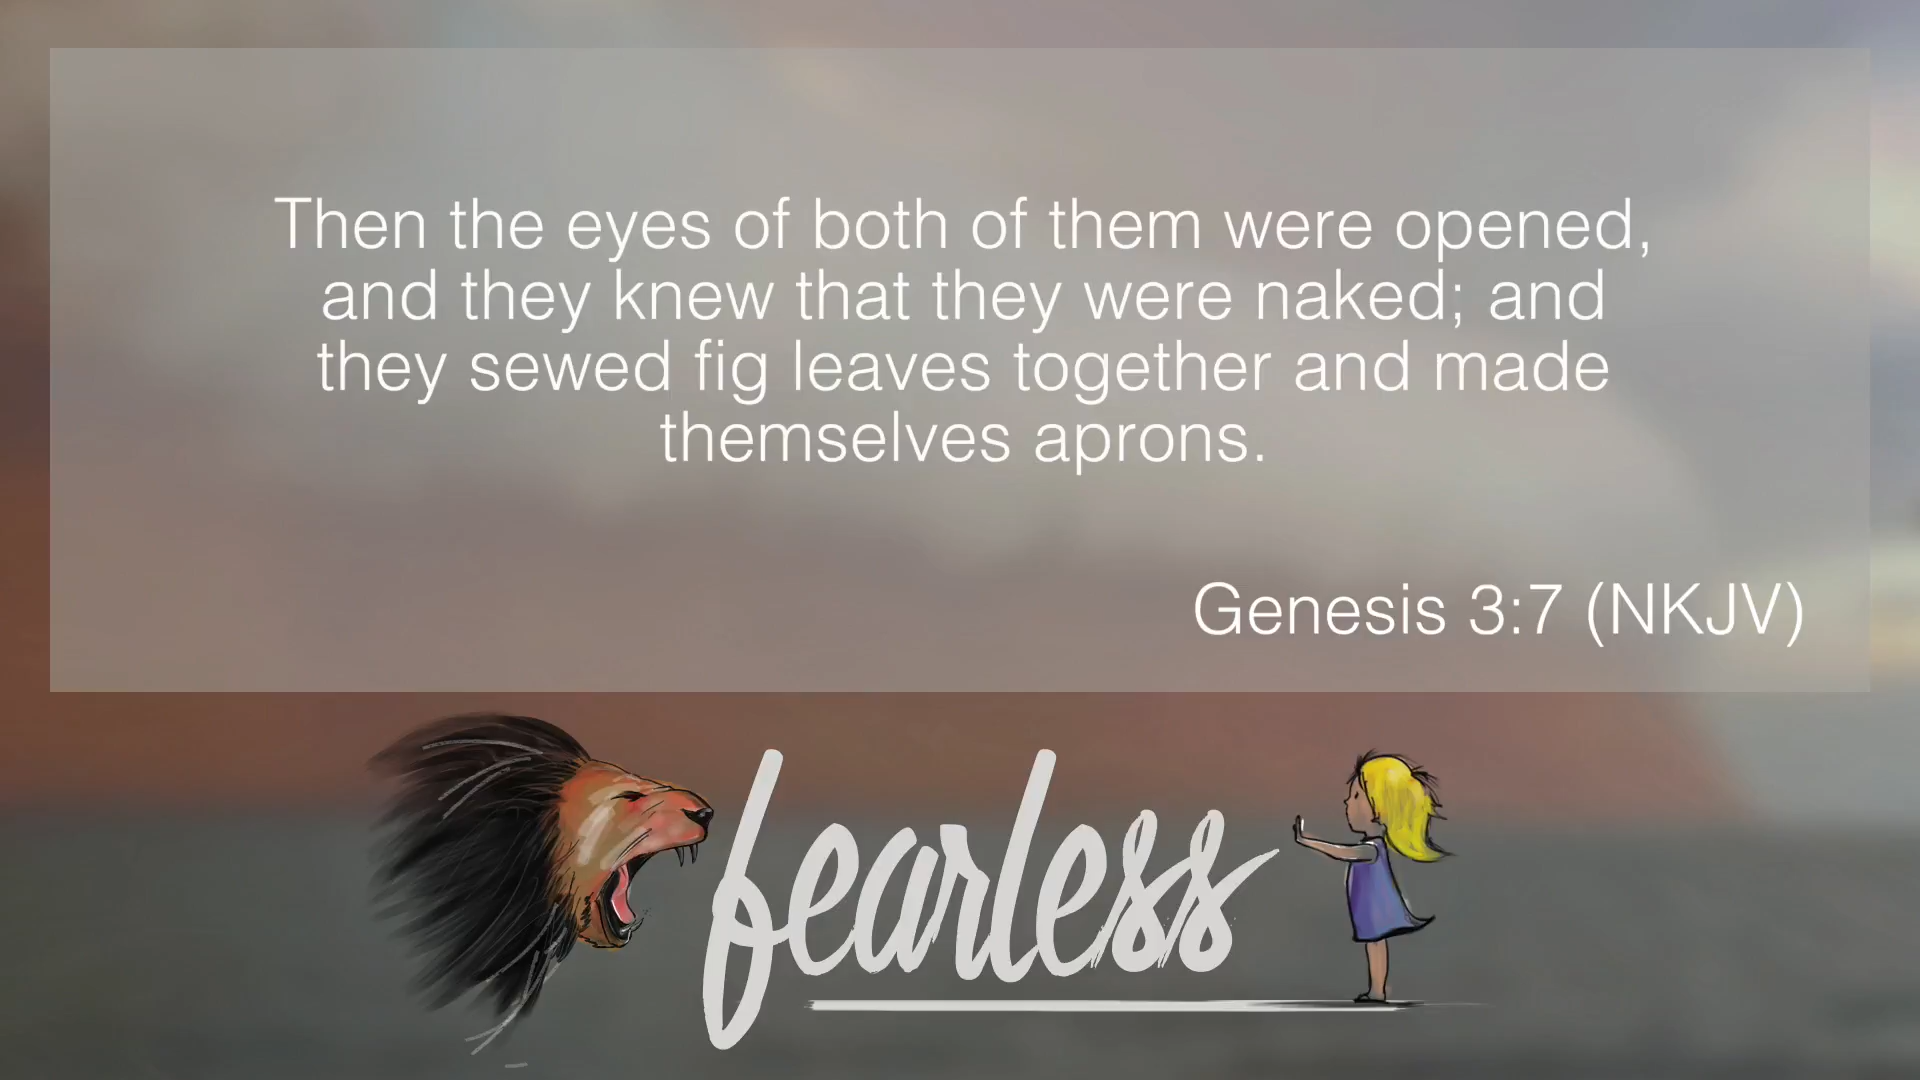 Then the eyes of both of them were opened,
and they knew that they were naked; and
they sewed fig leaves together and made
themselves aprons.
Genesis 3:7 (NKJV)
fearless